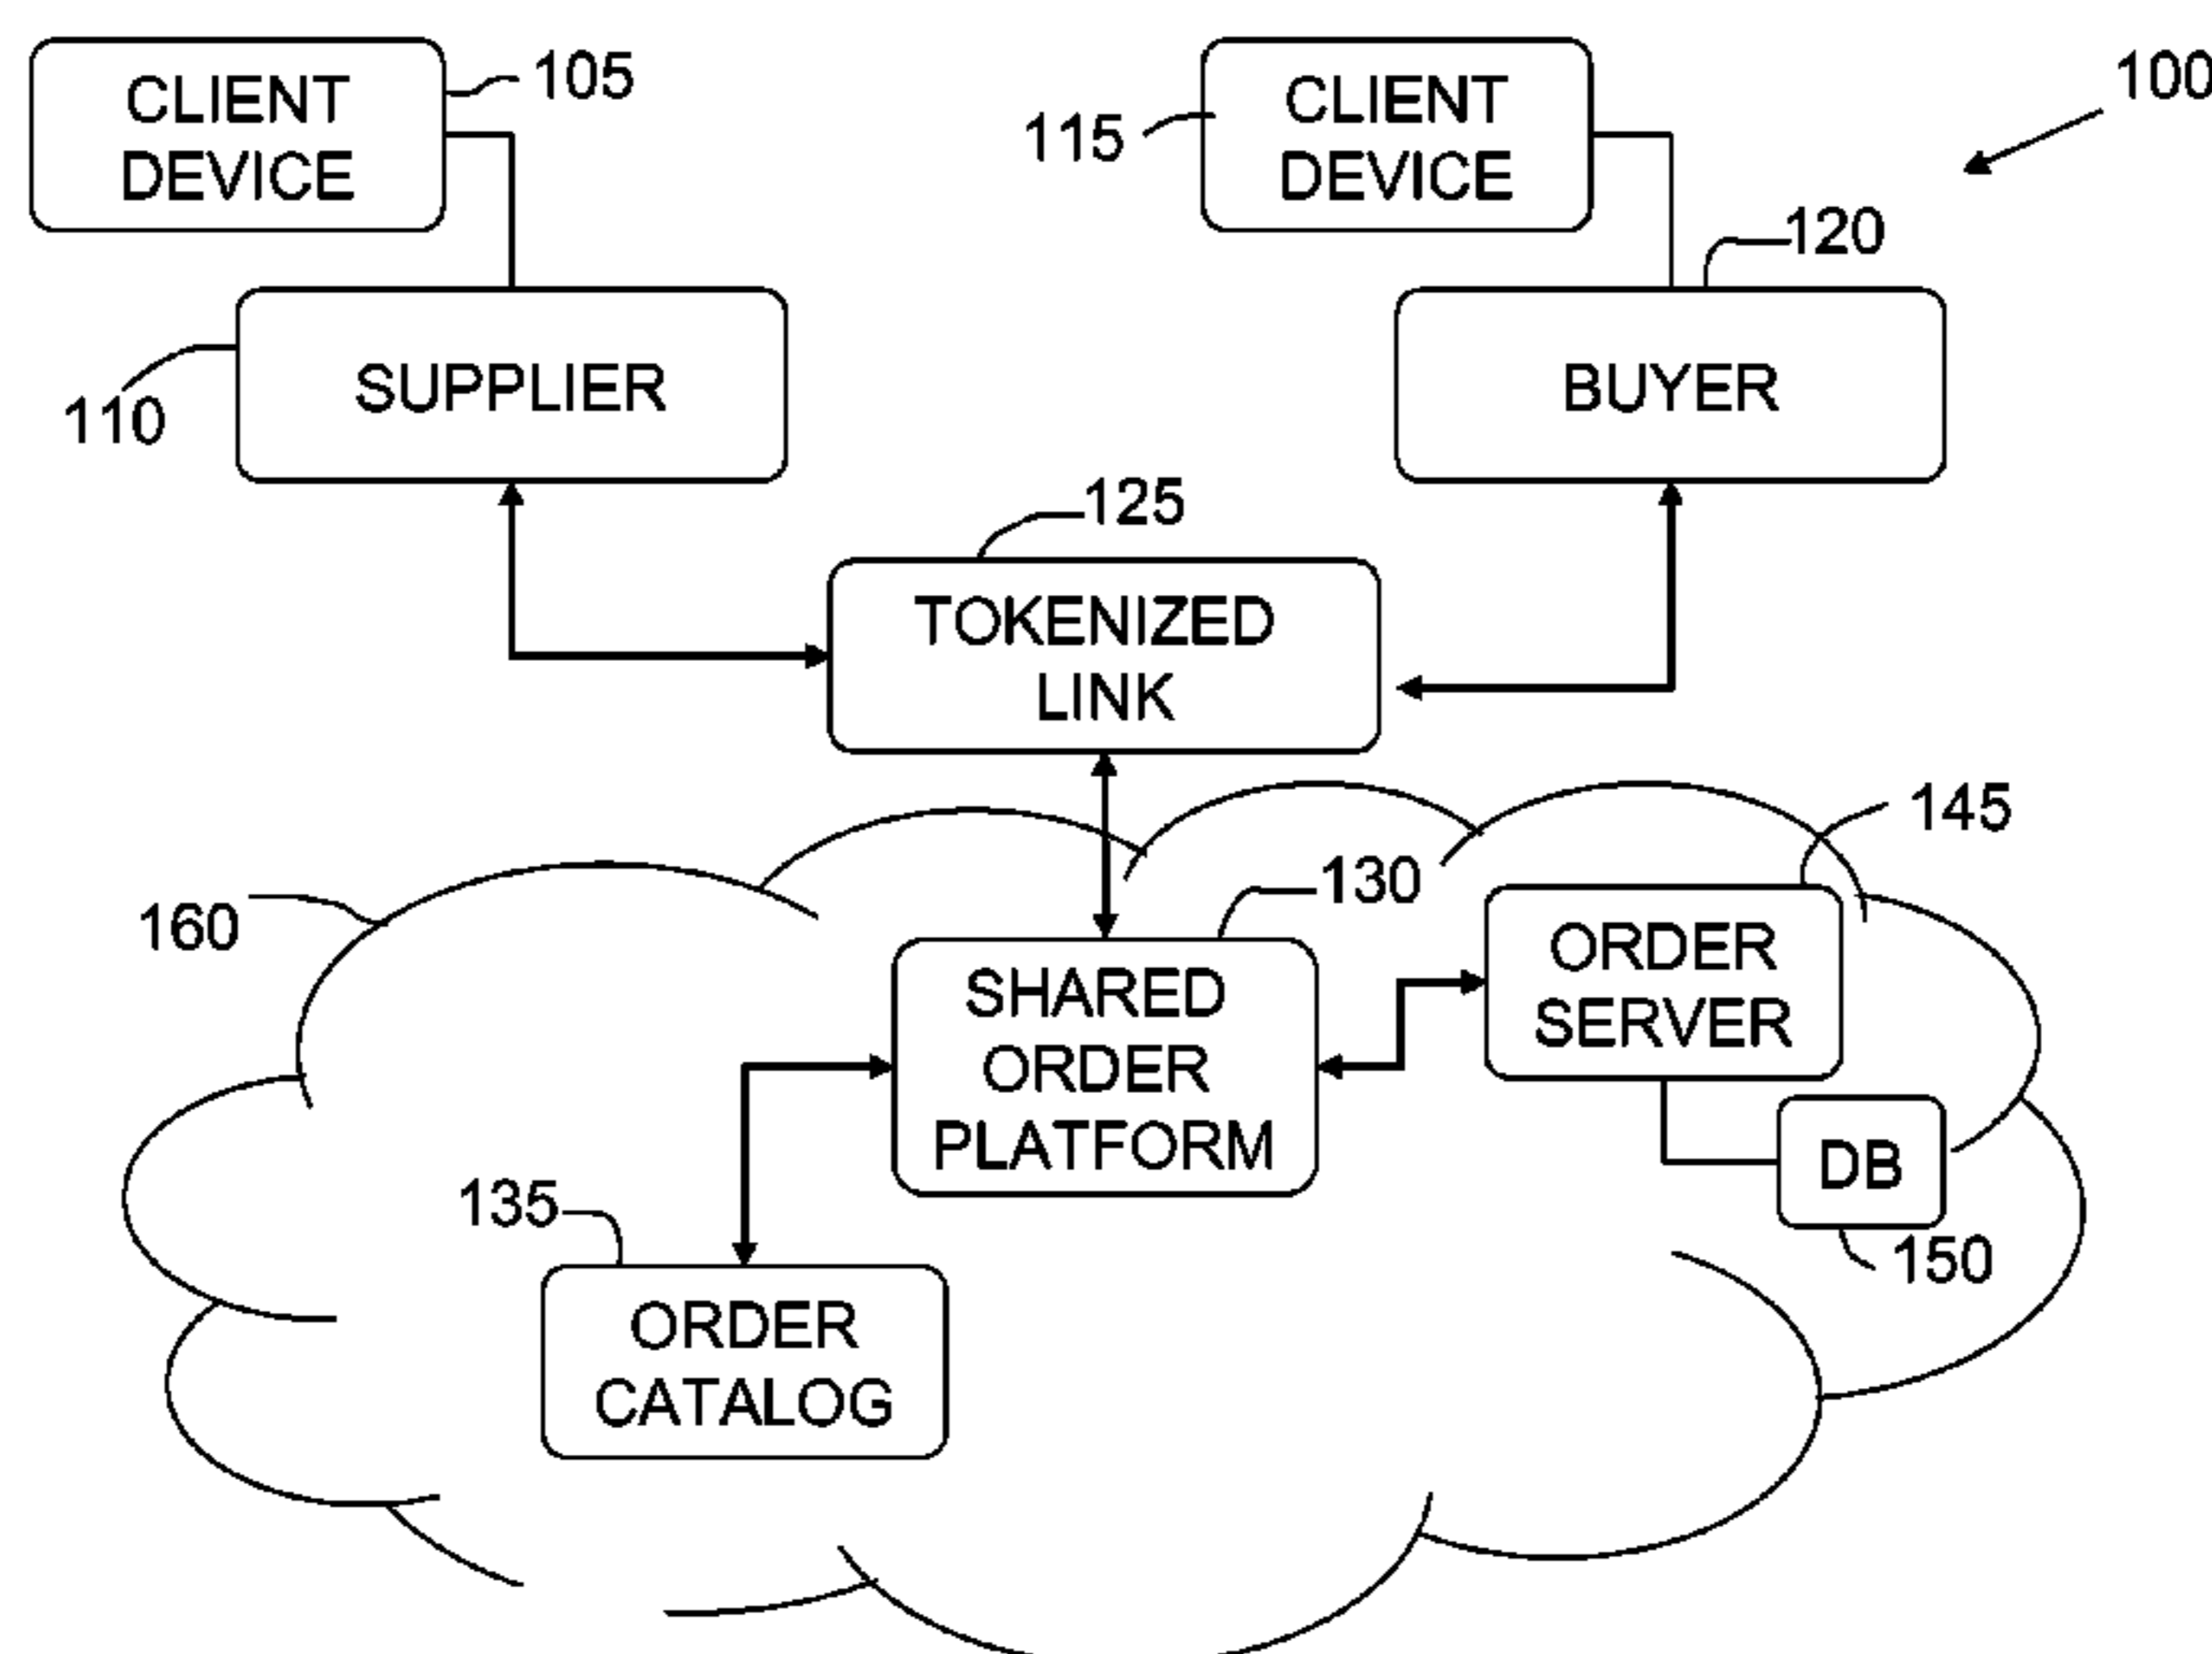 CLIENT
DEVICE
105
115
CLIENT
DEVICE
100
120
110
SUPPLIER
BUYER
125
TOKENIZED
LINK
145
130
160
SHARED
ORDER
PLATFORM
ORDER
SERVER
DB
150
135
ORDER
CATALOG